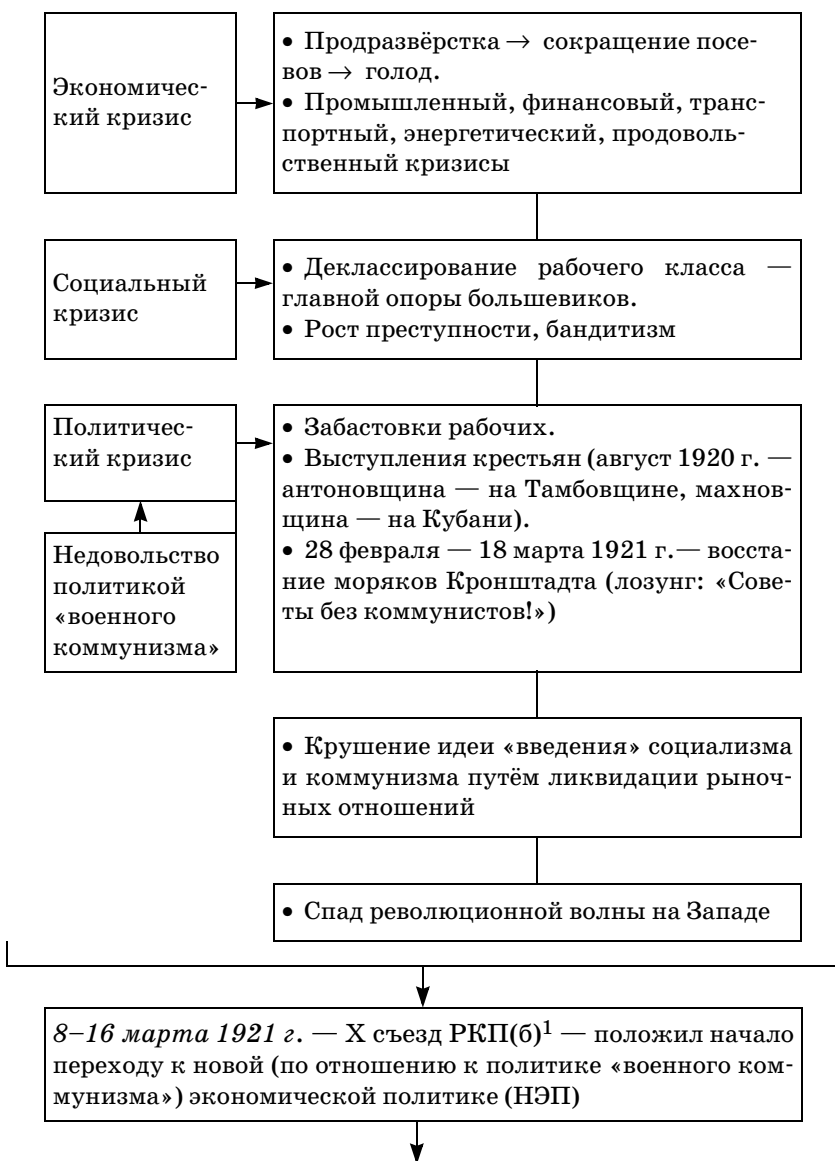 Экономичес-
кий кризис
• Продразвёрстка → сокращение посе-
вов → голод.
• Промышленный, финансовый, транс-
портный, энергетический, продоволь-
ственный кризисы
Социальный
кризис
• Деклассирование рабочего класса —
главной опоры большевиков.
• Рост преступности, бандитизм
Политичес-
кий кризис
Недовольство
политикой
«военного
коммунизма»
• Забастовки рабочих.
• Выступления крестьян (август 1920 г. —
антоновщина — на Тамбовщине, махнов-
щина — на Кубани).
• 28 февраля — 18 марта 1921 г.— восста-
ние моряков Кронштадта (лозунг: «Сове-
ты без коммунистов!»)
• Крушение идеи «введения» социализма
и коммунизма путём ликвидации рыноч-
ных отношений
• Спад революционной волны на Западе
8–16 марта 1921 г. — X съезд РКП(б)1 — положил начало
переходу к новой (по отношению к политике «военного ком-
мунизма») экономической политике (НЭП)